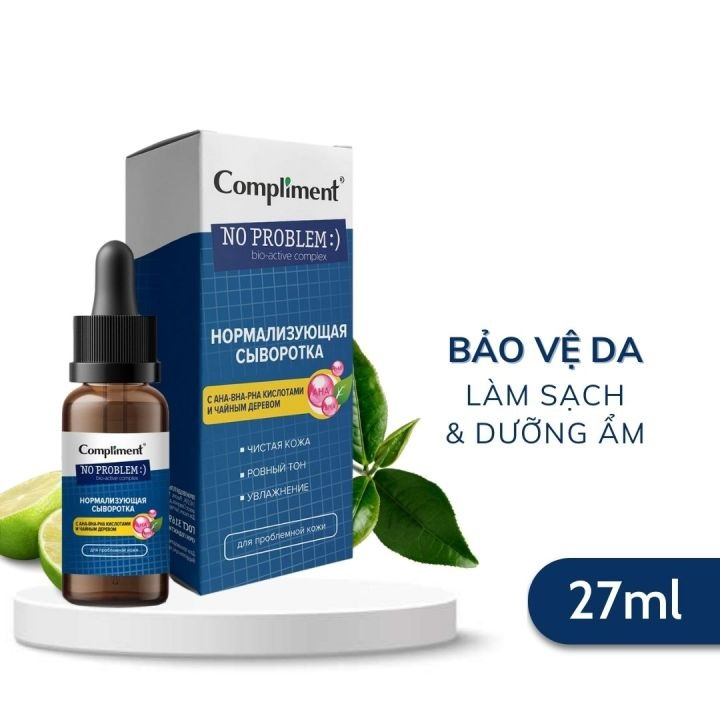 Compliment®
NO PROBLEM:)
bio-active complex
НОРМАЛИЗУЮЩАЯ
СЫВОРОТКА
С AHA-BHA-PHA КИСЛОТАМИ
И ЧАЙНЫМ ДЕРЕВОМ
AHA
ЧИСТАЯ КОЖА
РОВНЫЙ ТОН
УВЛАЖНЕНИЕ
для проблемной кожи
Compliment®
NO PROBLEM:)
bio-active complex
НОРМАЛИЗУЮЩАЯ
СЫВОРОТКА
С AHA-BHA-PHA КИСЛОТАМИ
И ЧАЙНЫМ ДЕРЕВОМ
AHA
для проблемной кожи
BẢO VỆ DA
LÀM SẠCH
& DƯỠNG ẨM
27ml